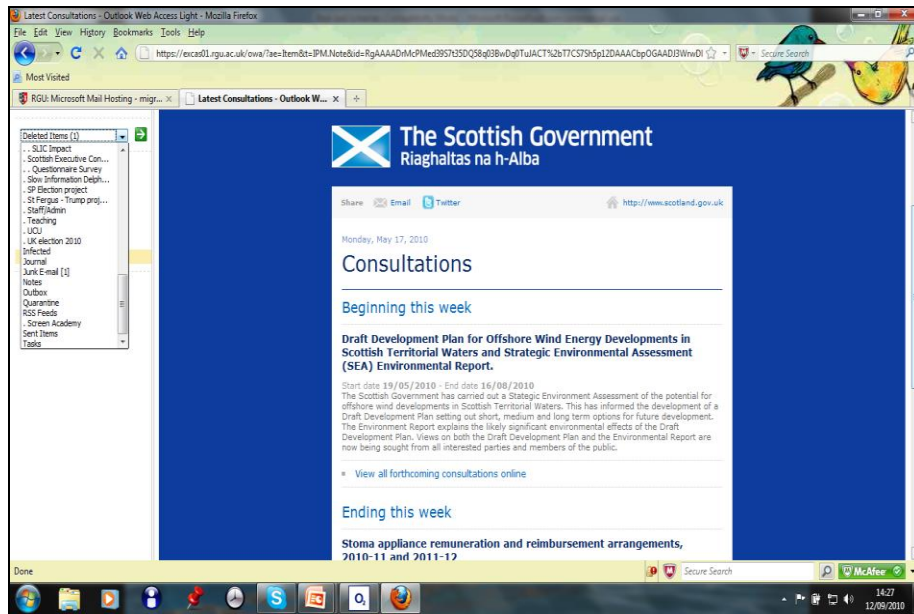 Latest Consultations - Outlook Web Access Light - Mozilla Firefox
File Edit View History Bookmarks Tools Help
Secure Search
Most Visited
RGU: Microsoft Mail Hosting - migr... Latest Consultations - Outlook W...
Deleted Items (1)
. . SLIC Impact
. Scottish Executive Con...
. . Questionnaire Survey
. Slow Information Delph...
. SP Election project
. St Fergus - Trump proj...
. Staff/Admin
. Teaching
. UCU
. UK election 2010
Infected
Journal
Junk E-mail [1]
Notes
Outbox
Quarantine
RSS Feeds
. Screen Academy
Sent Items
Tasks
The Scottish Government
Riaghaltas na h-Alba
Share Email Twitter http://www.scotland.gov.uk
Monday, May 17, 2010
Consultations
Beginning this week
Draft Development Plan for Offshore Wind Energy Developments in
Scottish Territorial Waters and Strategic Environmental Assessment
(SEA) Environmental Report.
Start date 19/05/2010 - End date 16/08/2010
The Scottish Government has carried out a Stategic Environment Assessment of the potential for
offshore wind developments in Scottish Territorial Waters. This has informed the development of a
Draft Development Plan setting out short, medium and long term options for future development.
The Environment Report explains the likely significant environmental effects of the Draft
Development Plan. Views on both the Draft Development Plan and the Environmental Report are
now being sought from all interested parties and members of the public.
View all forthcoming consultations online
Ending this week
Stoma appliance remuneration and reimbursement arrangements,
2010-11 and 2011-12
Done Secure Search McAfee
14:27
12/09/2010